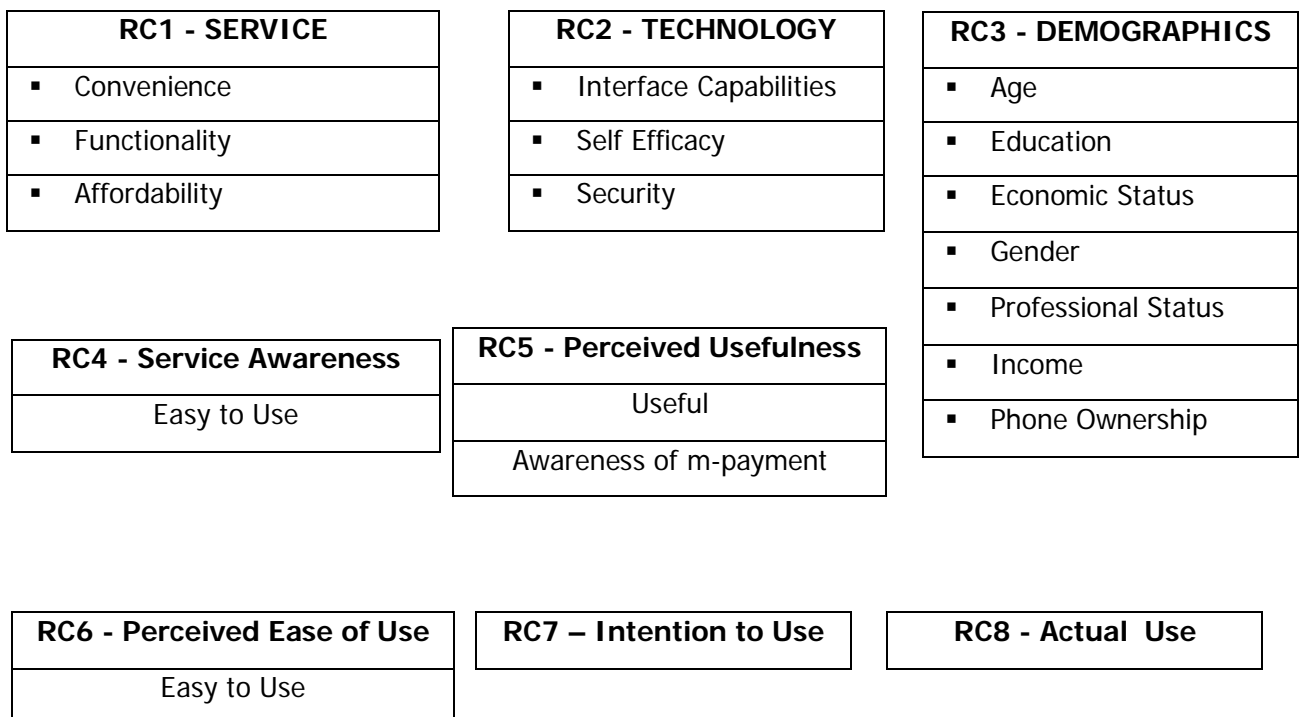 RC1 - SERVICE
▪ Convenience
▪ Functionality
▪ Affordability
RC2 - TECHNOLOGY
▪ Interface Capabilities
▪ Self Efficacy
▪ Security
RC3 - DEMOGRAPHICS
▪ Age
▪ Education
▪ Economic Status
▪ Gender
▪ Professional Status
▪ Income
▪ Phone Ownership
RC4 - Service Awareness
Easy to Use
RC5 - Perceived Usefulness
Useful
Awareness of m-payment
RC6 - Perceived Ease of Use
Easy to Use
RC7 – Intention to Use
RC8 - Actual Use